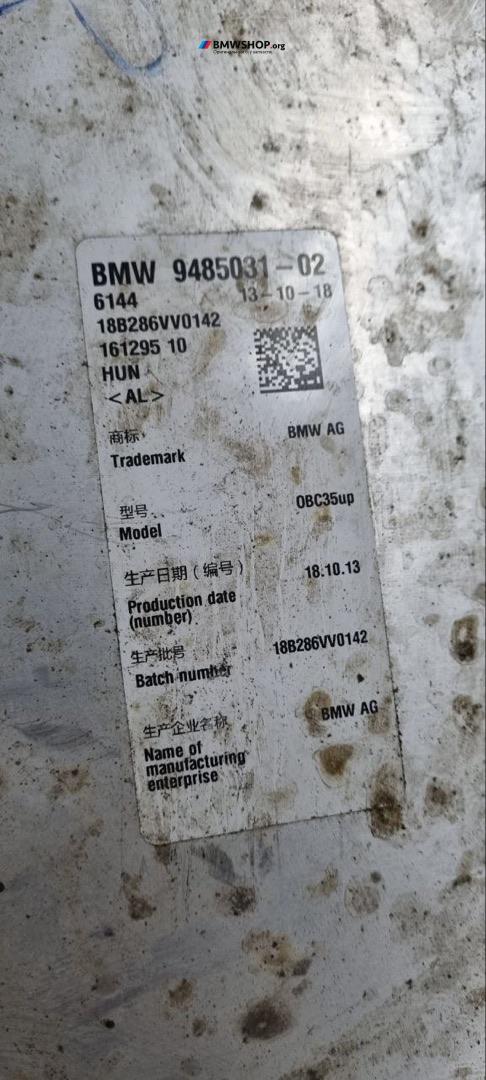 BMWSHOP.org
BMW 9485031-02
6144 13-10-18
18B286VV0142
161295 10
HUN
<AL>
商标
BMW AG
Trademark
型号
OBC35up
Model
生产日期(编号)
18.10.13
Production date
(number)
生产批号
18B286VV0142
Batch number
生产企业名称
BMW AG
Name of
manufacturing
enterprise